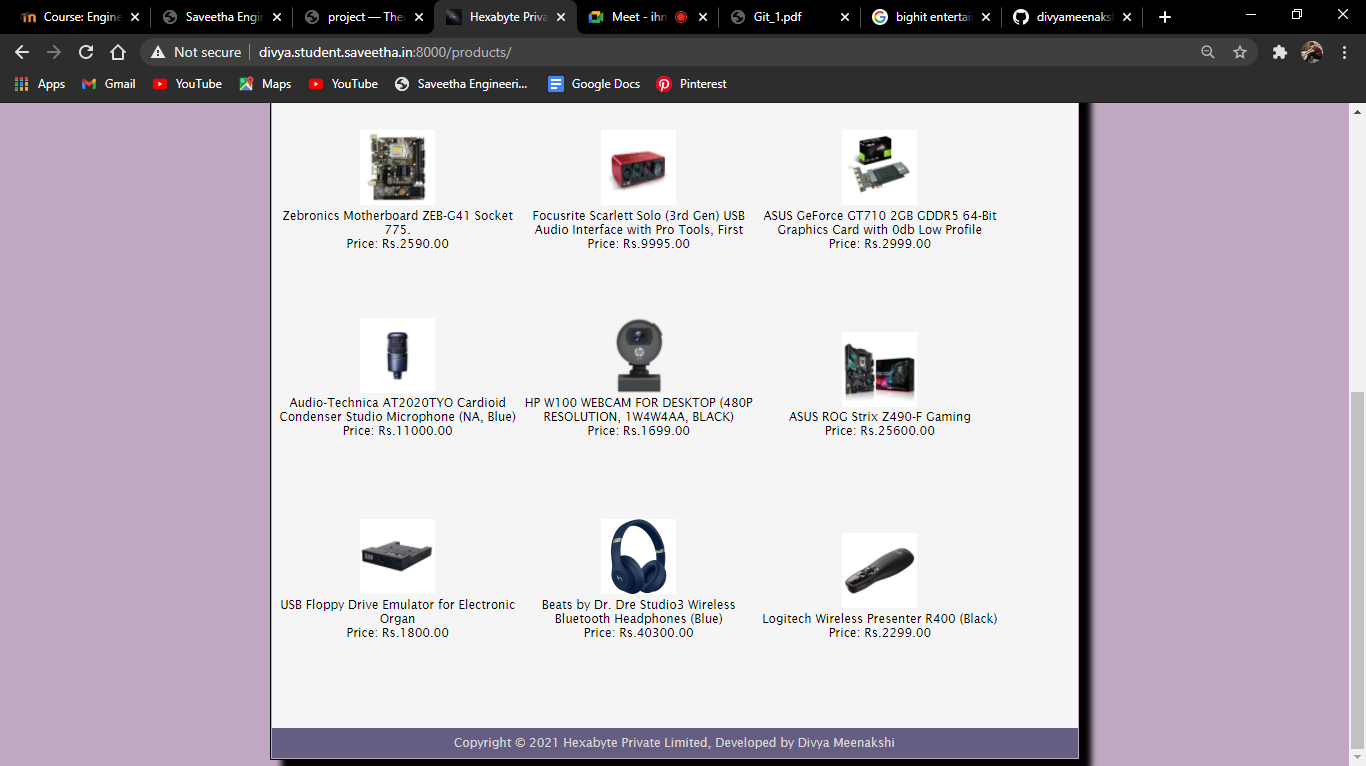 Course: Engine
Saveetha Engin
project — Thei
Hexabyte Priva
Meet - ihn
Git_1.pdf
bighit entertai
divyameenaksh
Not secure
divya.student.saveetha.in:8000/products/
Apps
Gmail
YouTube
Maps
YouTube
Saveetha Engineeri...
Google Docs
Pinterest
Zebronics Motherboard ZEB-G41 Socket
775.
Price: Rs.2590.00
Focusrite Scarlett Solo (3rd Gen) USB
Audio Interface with Pro Tools, First
Price: Rs.9995.00
ASUS GeForce GT710 2GB GDDR5 64-Bit
Graphics Card with 0db Low Profile
Price: Rs.2999.00
Audio-Technica AT2020TYO Cardioid
Condenser Studio Microphone (NA, Blue)
Price: Rs.11000.00
HP W100 WEBCAM FOR DESKTOP (480P
RESOLUTION, 1W4W4AA, BLACK)
Price: Rs.1699.00
ASUS ROG Strix Z490-F Gaming
Price: Rs.25600.00
USB Floppy Drive Emulator for Electronic
Organ
Price: Rs.1800.00
Beats by Dr. Dre Studio3 Wireless
Bluetooth Headphones (Blue)
Price: Rs.40300.00
Logitech Wireless Presenter R400 (Black)
Price: Rs.2299.00
Copyright © 2021 Hexabyte Private Limited, Developed by Divya Meenakshi